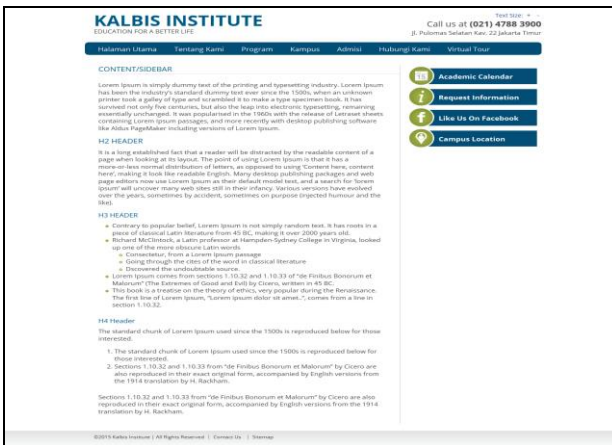 KALBIS INSTITUTE
EDUCATION FOR A BETTER LIFE
Text Size: + -
Call us at (021) 4788 3900
Jl. Pulomas Selatan Kav. 22 Jakarta Timur
Halaman Utama Tentang Kami Program Kampus Admisi Hubungi Kami Virtual Tour
CONTENT/SIDEBAR
Lorem Ipsum is simply dummy text of the printing and typesetting industry. Lorem Ipsum
has been the industry's standard dummy text ever since the 1500s, when an unknown
printer took a galley of type and scrambled it to make a type specimen book. It has
survived not only five centuries, but also the leap into electronic typesetting, remaining
essentially unchanged. It was popularised in the 1960s with the release of Letraset sheets
containing Lorem Ipsum passages, and more recently with desktop publishing software
like Aldus PageMaker including versions of Lorem Ipsum.
H2 HEADER
It is a long established fact that a reader will be distracted by the readable content of a
page when looking at its layout. The point of using Lorem Ipsum is that it has a
more-or-less normal distribution of letters, as opposed to using 'Content here, content
here', making it look like readable English. Many desktop publishing packages and web
page editors now use Lorem Ipsum as their default model text, and a search for 'lorem
ipsum' will uncover many web sites still in their infancy. Various versions have evolved
over the years, sometimes by accident, sometimes on purpose (injected humour and the
like).
H3 HEADER
Contrary to popular belief, Lorem Ipsum is not simply random text. It has roots in a
piece of classical Latin literature from 45 BC, making it over 2000 years old.
Richard McClintock, a Latin professor at Hampden-Sydney College in Virginia, looked
up one of the more obscure Latin words
Consectetur, from a Lorem Ipsum passage
Going through the cites of the word in classical literature
Discovered the undoubtable source.
Lorem Ipsum comes from sections 1.10.32 and 1.10.33 of "de Finibus Bonorum et
Malorum" (The Extremes of Good and Evil) by Cicero, written in 45 BC.
This book is a treatise on the theory of ethics, very popular during the Renaissance.
The first line of Lorem Ipsum, "Lorem ipsum dolor sit amet..", comes from a line in
section 1.10.32.
H4 Header
The standard chunk of Lorem Ipsum used since the 1500s is reproduced below for those
interested.
1. The standard chunk of Lorem Ipsum used since the 1500s is reproduced below for
those interested.
2. Sections 1.10.32 and 1.10.33 from "de Finibus Bonorum et Malorum" by Cicero are
also reproduced in their exact original form, accompanied by English versions from
the 1914 translation by H. Rackham.
Sections 1.10.32 and 1.10.33 from "de Finibus Bonorum et Malorum" by Cicero are also
reproduced in their exact original form, accompanied by English versions from the 1914
translation by H. Rackham.
Academic Calendar
Request Information
Like Us On Facebook
Campus Location
©2015 Kalbis Institute | All Rights Reserved | Contact Us | Sitemap